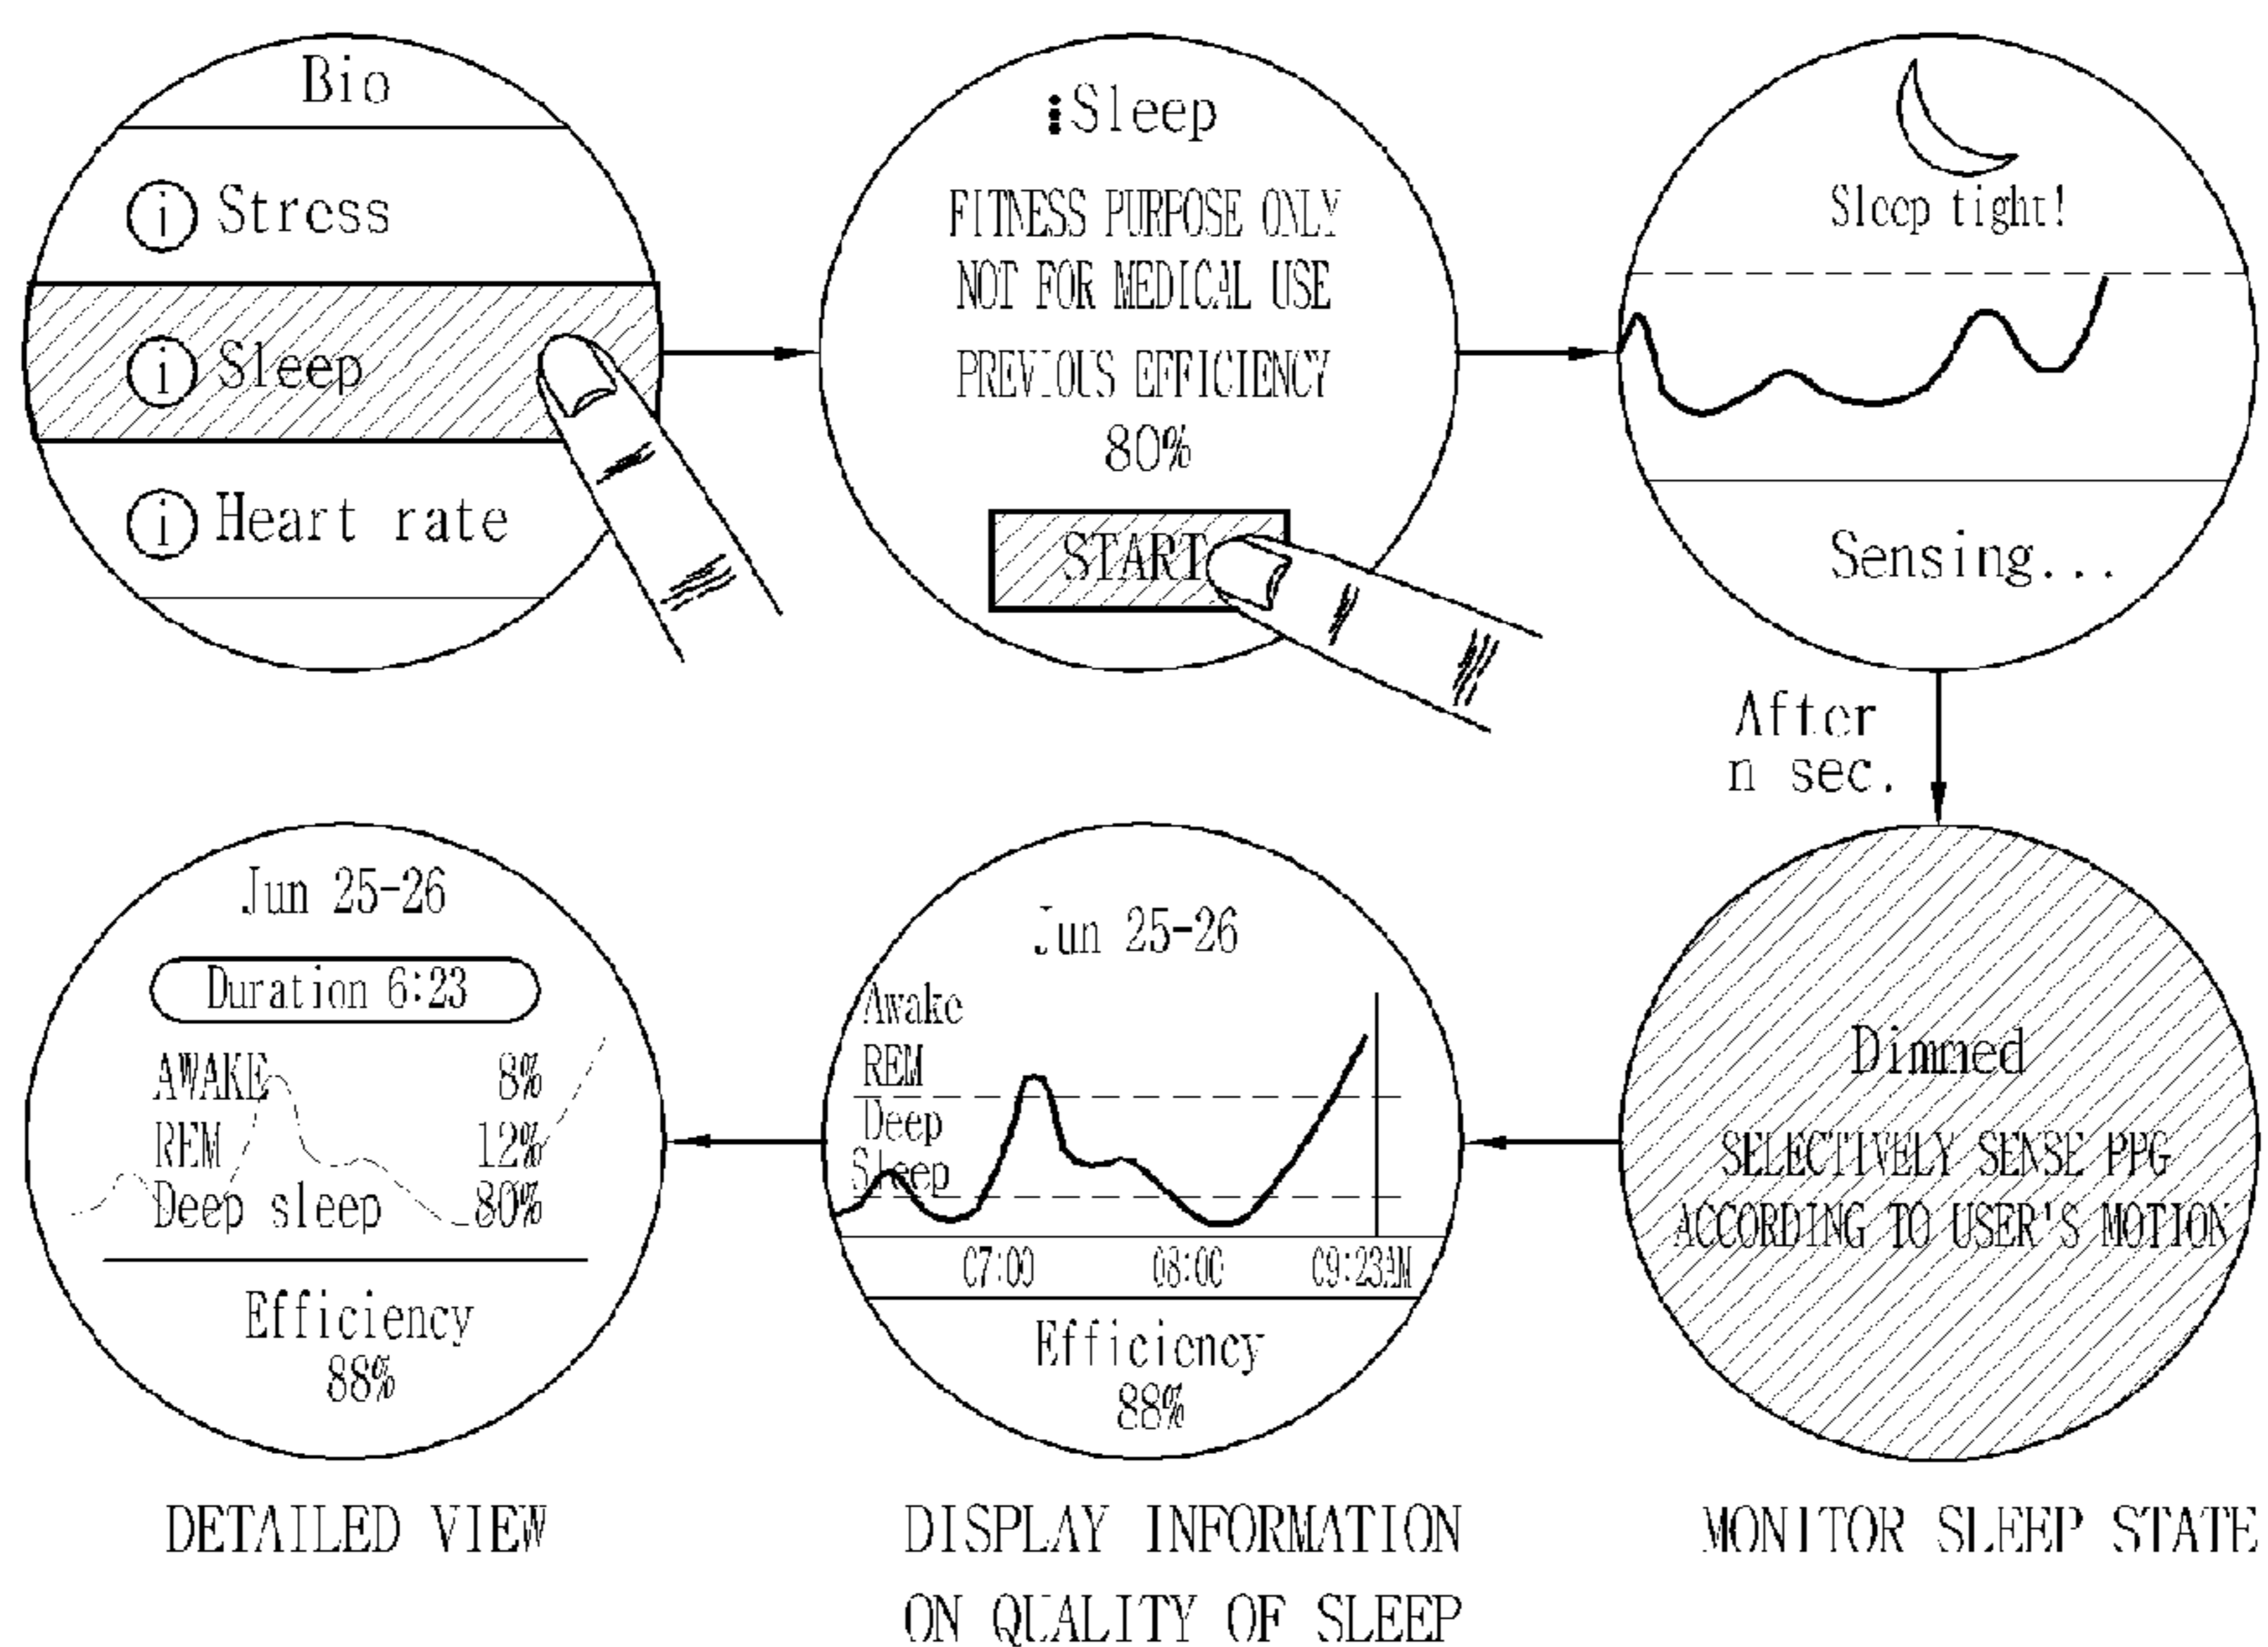 Bio
Stress
Sleep
Heart rate
Sleep
FITNESS PURPOSE ONLY
NOT FOR MEDICAL USE
PREVIOUS EFFICIENCY
80%
START
Sleep tight!
Sensing...
After
n sec.
Dimmed
SELECTIVELY SENSE PPG
ACCORDING TO USER'S MOTION
MONITOR SLEEP STATE
Jun 25-26
Awake
REM
Deep
Sleep
07:00 08:00 09:23AM
Efficiency
88%
DISPLAY INFORMATION
ON QUALITY OF SLEEP
Jun 25-26
Duration 6:23
AWAKE 8%
REM 12%
Deep sleep 80%
Efficiency
88%
DETAILED VIEW